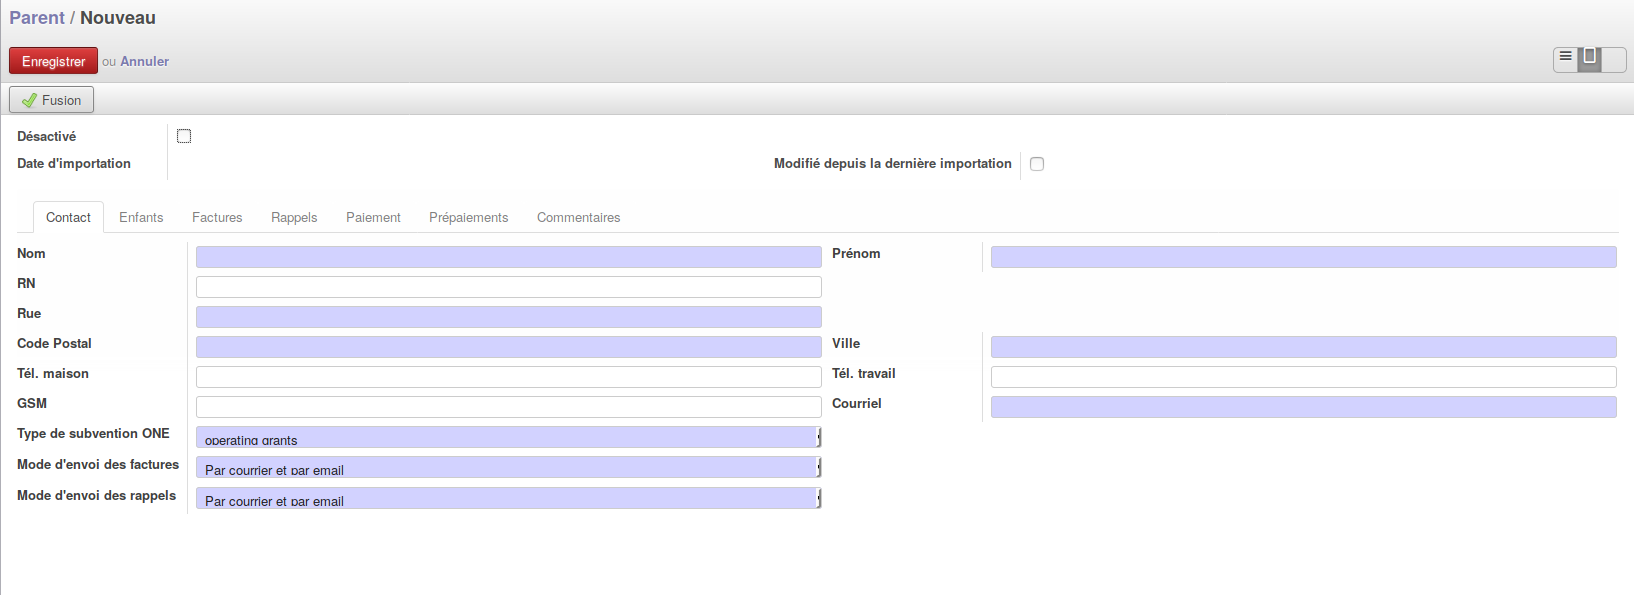 Parent / Nouveau
Enregistrer ou Annuler
Fusion
Désactivé
Date d'importation Modifié depuis la dernière importation
Contact Enfants Factures Rappels Paiement Prépaiements Commentaires
Nom Prénom
RN
Rue
Code Postal Ville
Tél. maison Tél. travail
GSM Courriel
Type de subvention ONE operating grants
Mode d'envoi des factures Par courrier et par email
Mode d'envoi des rappels Par courrier et par email